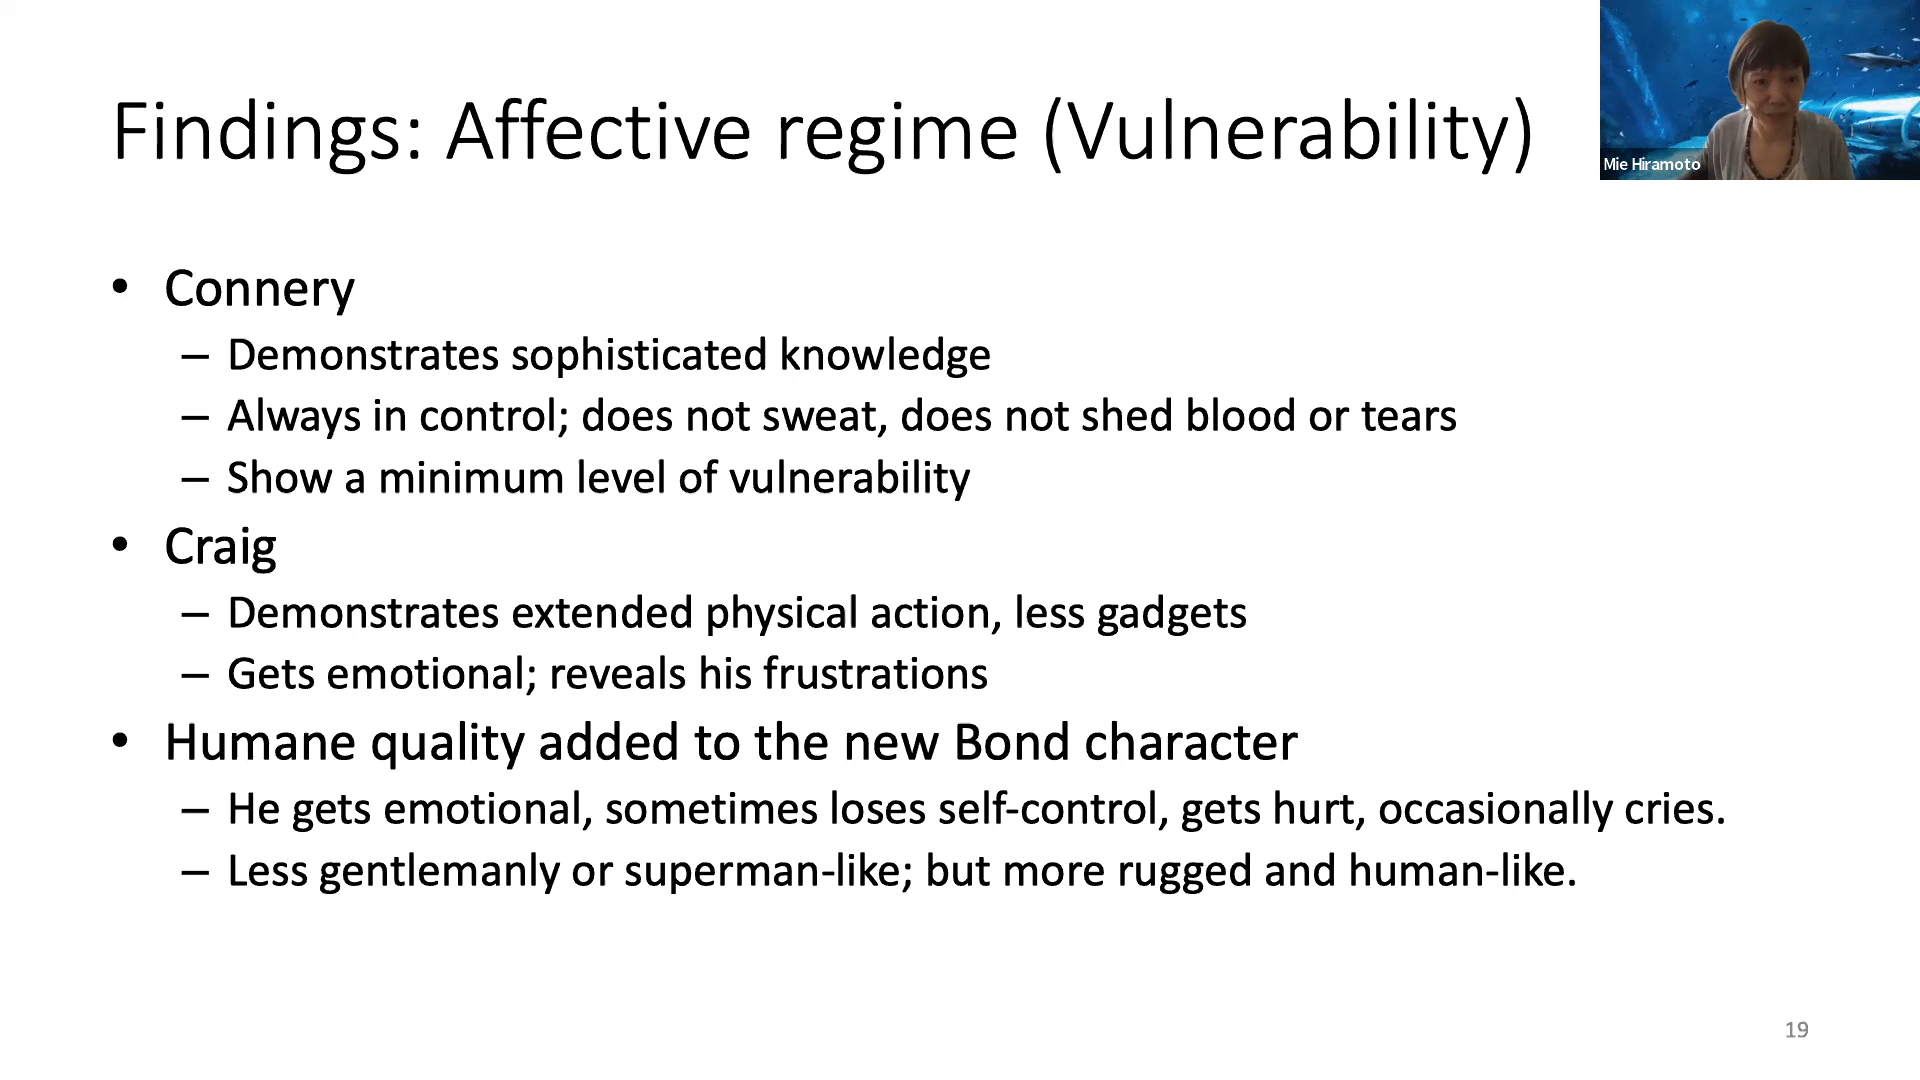 Findings: Affective regime (Vulnerability)
Mie Hiramoto
• Connery
– Demonstrates sophisticated knowledge
– Always in control; does not sweat, does not shed blood or tears
– Show a minimum level of vulnerability
• Craig
– Demonstrates extended physical action, less gadgets
– Gets emotional; reveals his frustrations
• Humane quality added to the new Bond character
– He gets emotional, sometimes loses self-control, gets hurt, occasionally cries.
– Less gentlemanly or superman-like; but more rugged and human-like.
19